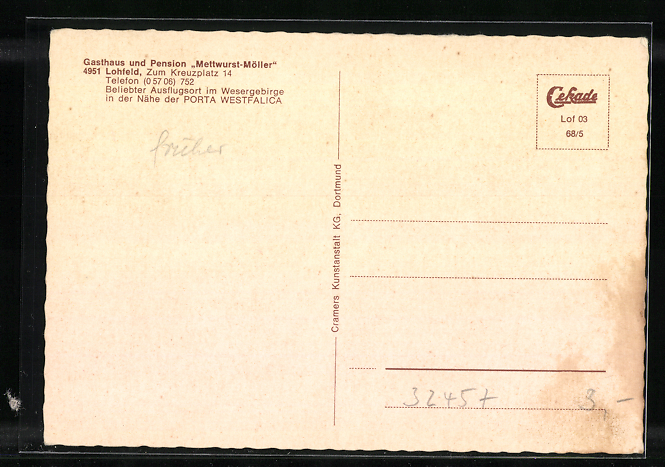 Gasthaus und Pension „Mettwurst-Möller“
4951 Lohfeld, Zum Kreuzplatz 14
Telefon (0 57 06) 752
Beliebter Ausflugsort im Wesergebirge
in der Nähe der PORTA WESTFALICA
früher
Cramers Kunstanstalt KG, Dortmund
Cekade
Lof 03
68/5
32457